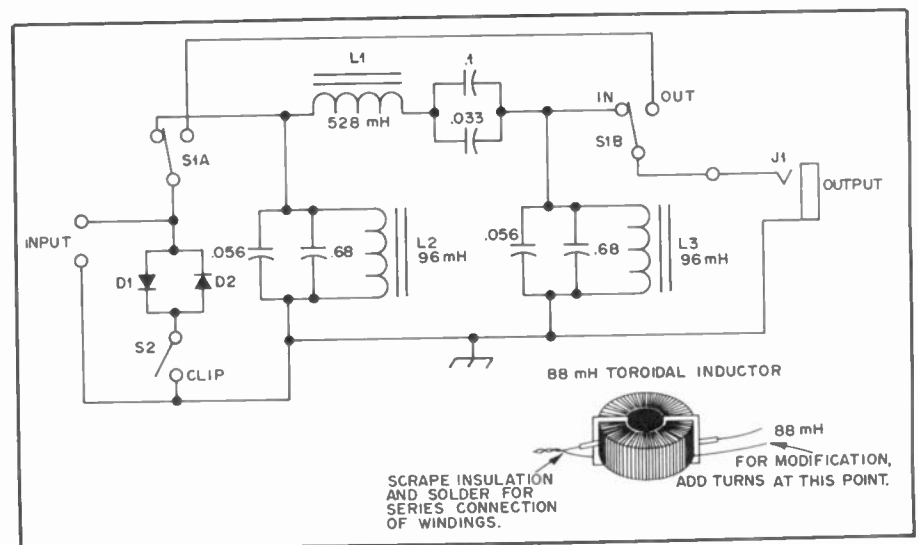 L1
.1
528 mH
.033
IN
OUT
S1A
S1B
J1
OUTPUT
INPUT
.056
.68
L2
96 mH
.056
.68
L3
96 mH
D1
D2
S2
CLIP
88 mH TOROIDAL INDUCTOR
88 mH
SCRAPE INSULATION
AND SOLDER FOR
SERIES CONNECTION
OF WINDINGS.
FOR MODIFICATION,
ADD TURNS AT THIS POINT.